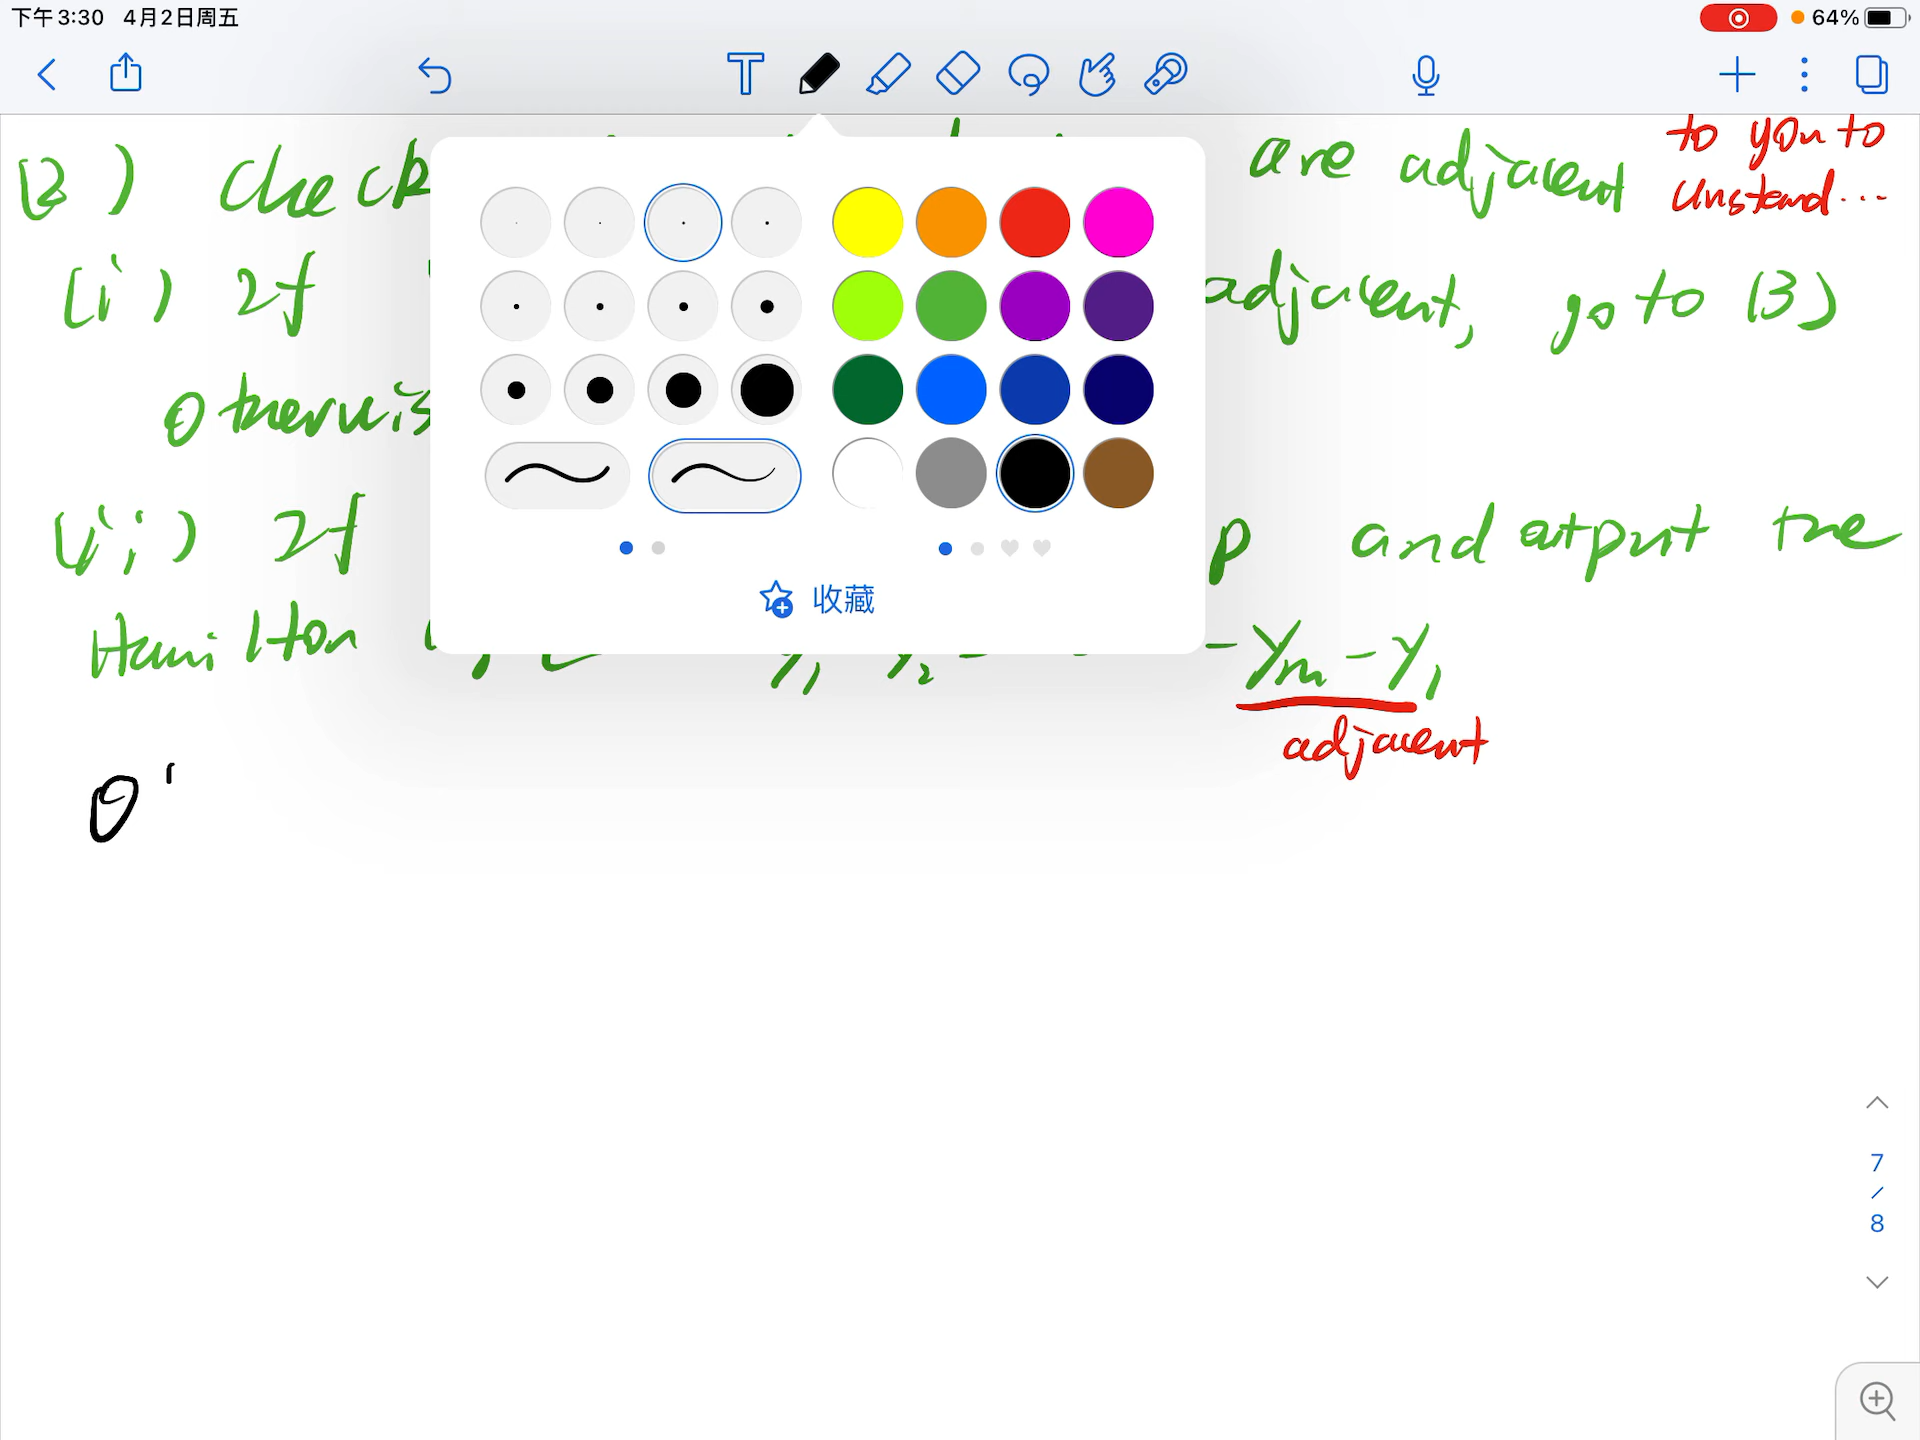 下午3:30 4月2日周五
64%
to you to
(3) Check are adjacent
Unstand...
(i) If adjacent, go to (3)
(ii) If and output the
收藏
Hamilton y1 y2 - Ym - Y1
adjacent
7
/
8